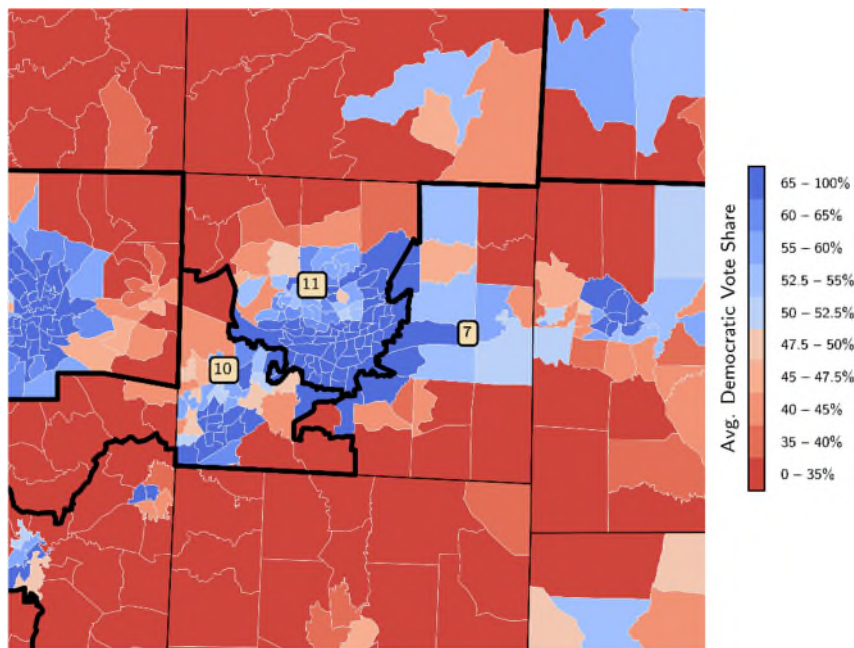 11
7
10
Avg. Democratic Vote Share
65 – 100%
60 – 65%
55 – 60%
52.5 – 55%
50 – 52.5%
47.5 – 50%
45 – 47.5%
40 – 45%
35 – 40%
0 – 35%